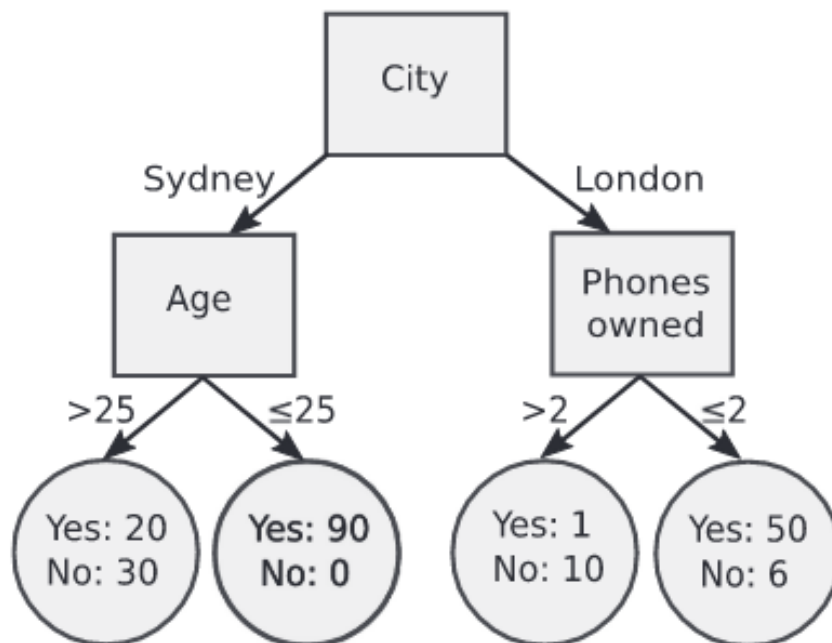 City
Sydney
London
Age
Phones
owned
>25
≤25
>2
≤2
Yes: 20
No: 30
Yes: 90
No: 0
Yes: 1
No: 10
Yes: 50
No: 6